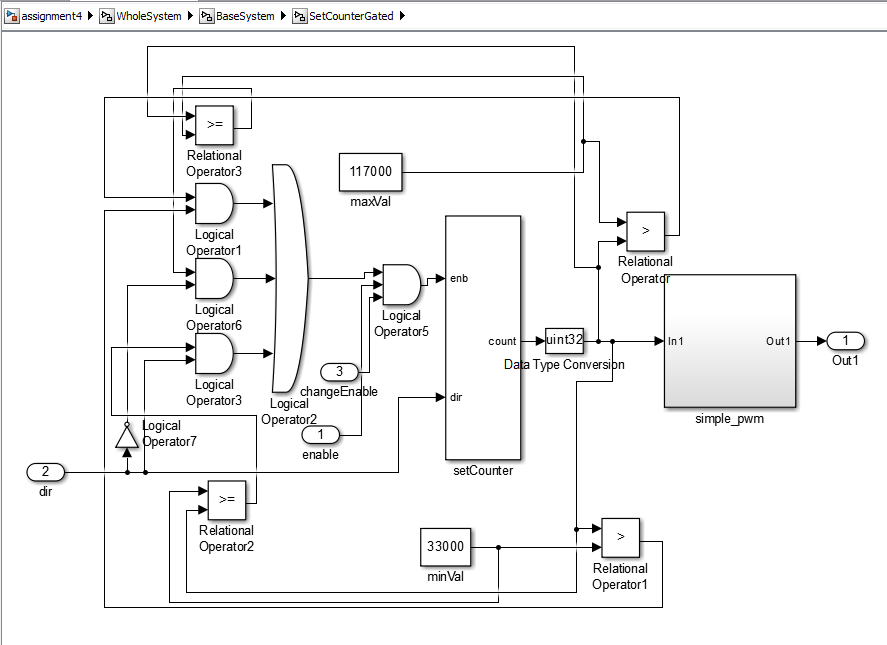 assignment4 WholeSystem BaseSystem SetCounterGated
>=
Relational
Operator3
117000
maxVal
Logical
Operator1
>
Relational
Operator
Logical
Operator6
enb
Logical
Operator5
count
uint32
Data Type Conversion
In1
Out1
1
Out1
simple_pwm
Logical
Operator3
3
changeEnable
dir
Logical
Operator2
1
enable
Logical
Operator7
setCounter
2
dir
>=
Relational
Operator2
33000
minVal
>
Relational
Operator1